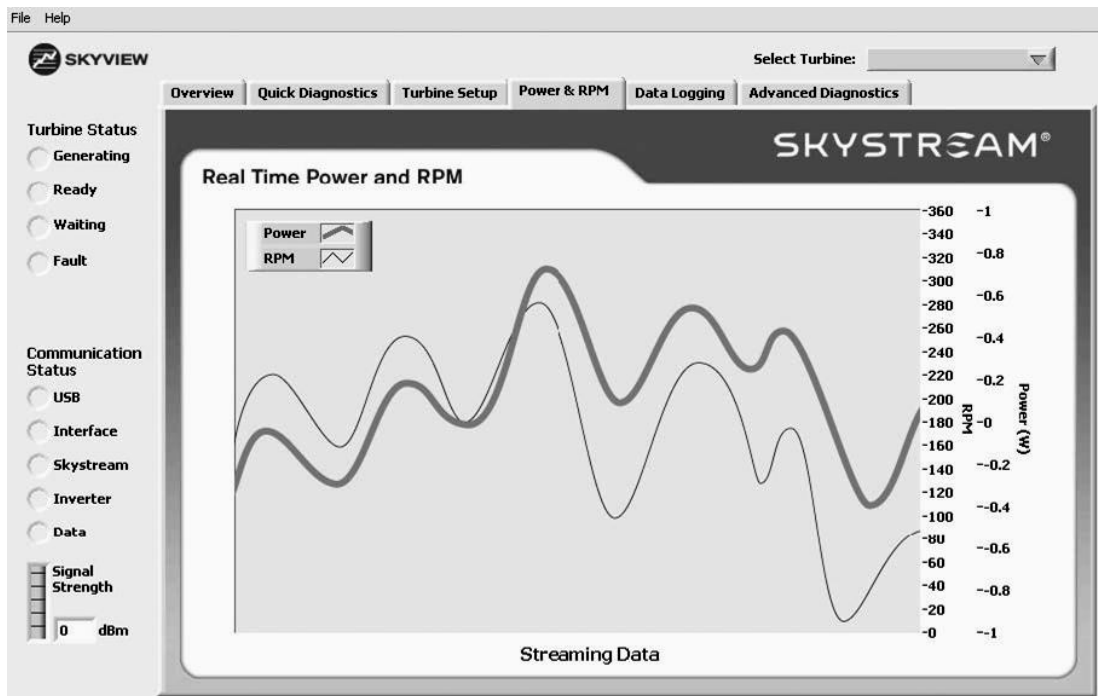 File Help
SKYVIEW
Select Turbine:
Overview Quick Diagnostics Turbine Setup Power & RPM Data Logging Advanced Diagnostics
Turbine Status
Generating
Ready
Waiting
Fault
Communication
Status
USB
Interface
Skystream
Inverter
Data
Signal
Strength
0 dBm
SKYSTREAM®
Real Time Power and RPM
Power
RPM
-360
-340
-320
-300
-280
-260
-240
-220
-200
-180
-160
-140
-120
-100
-80
-60
-40
-20
-0
RPM
-1
-0.8
-0.6
-0.4
-0.2
-0
--0.2
--0.4
--0.6
--0.8
--1
Power (W)
Streaming Data